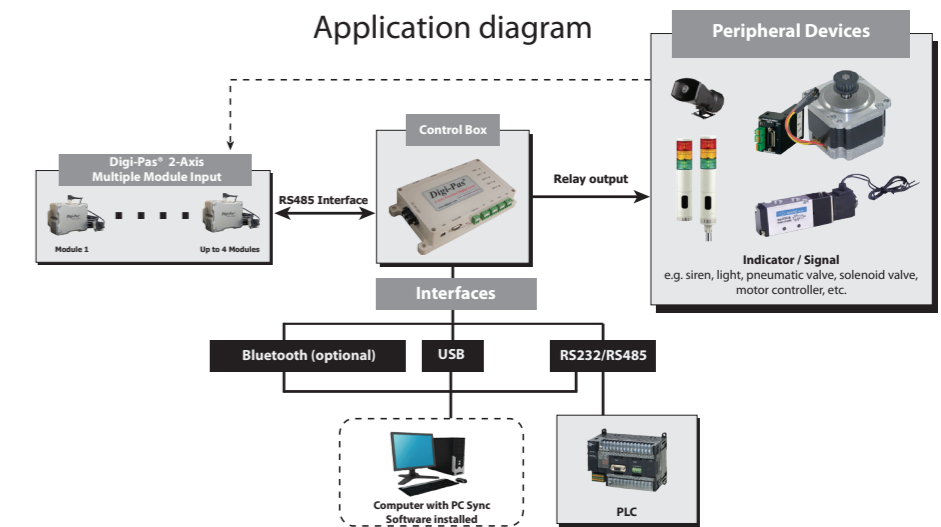 Application diagram
Peripheral Devices
Control Box
Digi-Pas® 2-Axis
Multiple Module Input
RS485 Interface
Digi-Pas®
Relay output
Module 1
Up to 4 Modules
Indicator / Signal
e.g. siren, light, pneumatic valve, solenoid valve,
motor controller, etc.
Interfaces
Bluetooth (optional)
USB
RS232/RS485
Computer with PC Sync
Software installed
PLC